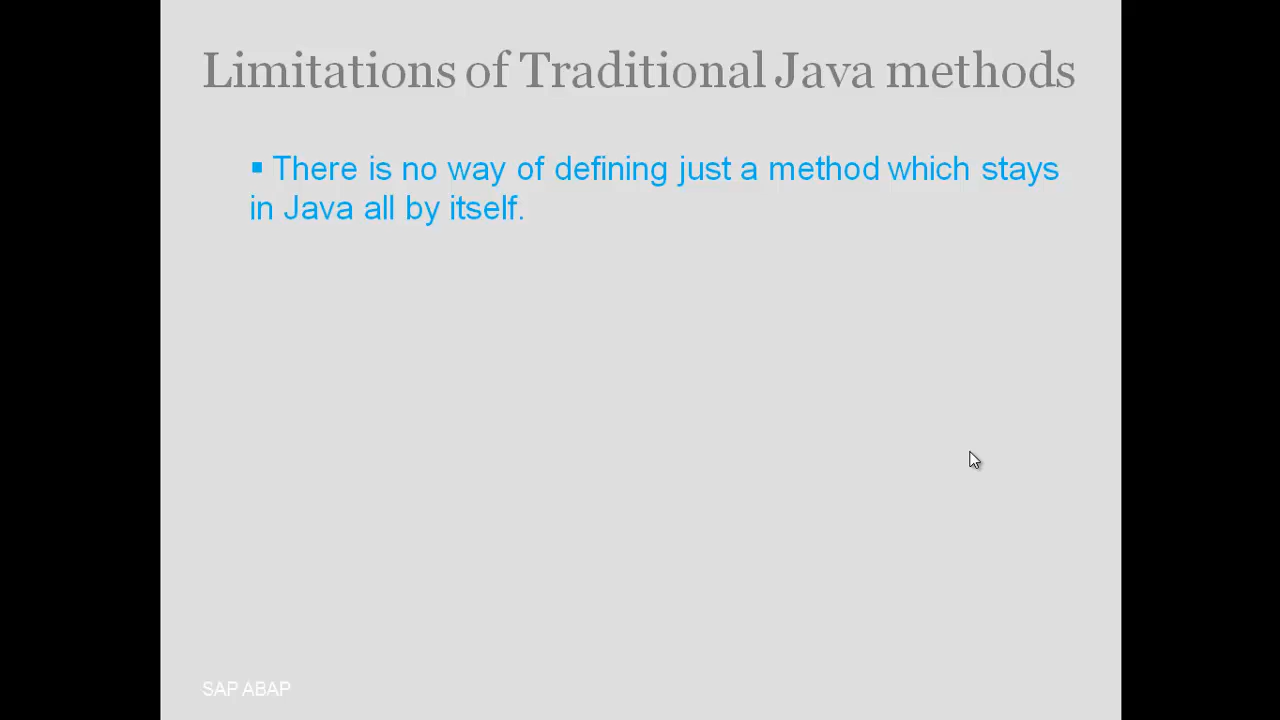 Limitations of Traditional Java methods
▪ There is no way of defining just a method which stays
in Java all by itself.
SAP ABAP